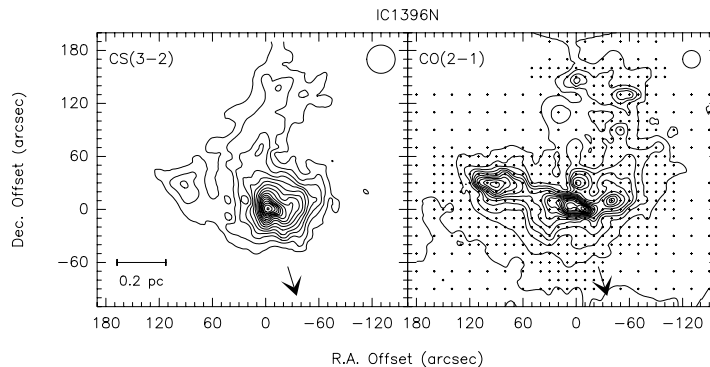 IC1396N
CS(3−2)
CO(2−1)
180
120
60
0
−60
Dec. Offset (arcsec)
0.2 pc
180 120 60 0 −60 −120 180 120 60 0 −60 −120
R.A. Offset (arcsec)